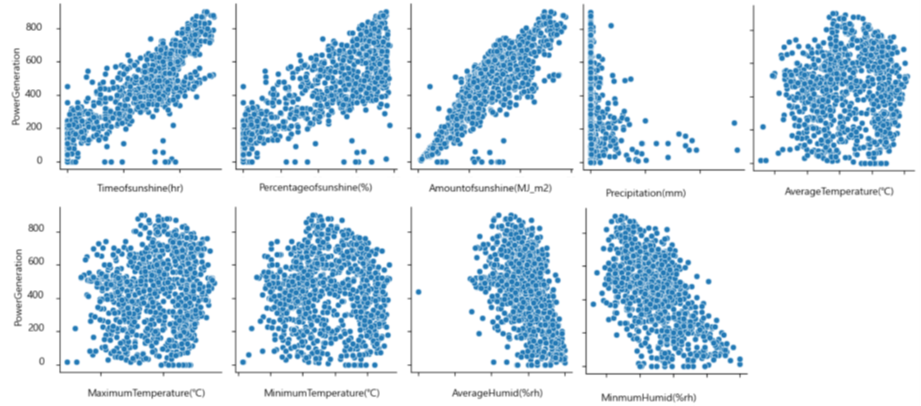 PowerGeneration
800
600
400
200
0
Timeofsunshine(hr)
Percentageofsunshine(%)
Amountofsunshine(MJ_m2)
Precipitation(mm)
AverageTemperature(℃)
PowerGeneration
800
600
400
200
0
MaximumTemperature(℃)
MinimumTemperature(℃)
AverageHumid(%rh)
MinmumHumid(%rh)